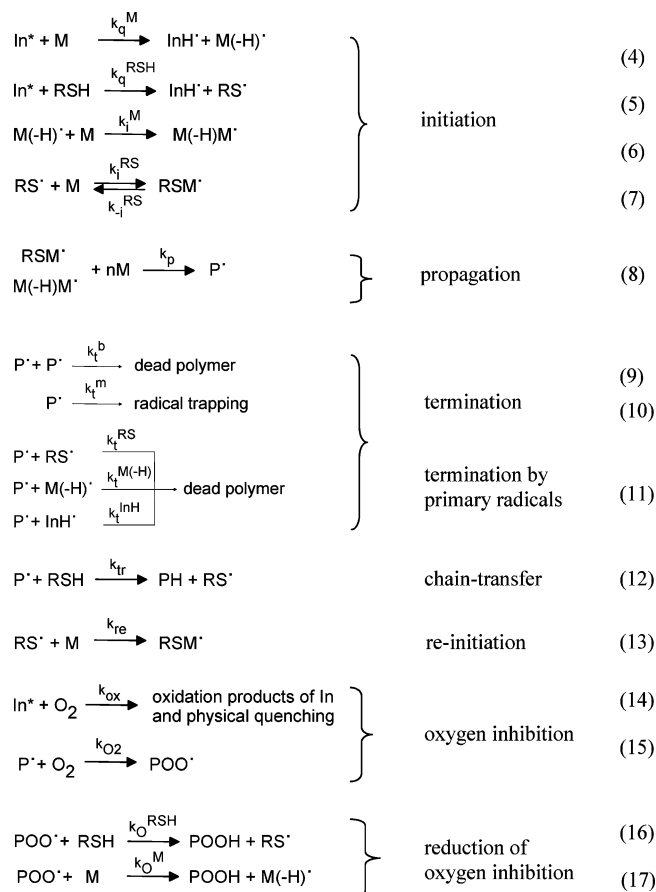 In* + M k_q^M InH˙ + M(-H)˙ (4)
In* + RSH k_q^RSH InH˙ + RS˙ (5)
initiation
M(-H)˙ + M k_i^M M(-H)M˙ (6)
RS˙ + M k_i^RS k_-i^RS RSM˙ (7)
RSM˙
M(-H)M˙ + nM k_p → P˙ propagation (8)
P˙ + P˙ k_t^b dead polymer (9)
P˙ k_t^m radical trapping termination (10)
P˙ + RS˙ k_t^RS
P˙ + M(-H)˙ k_t^M(-H) dead polymer termination by
primary radicals (11)
P˙ + InH˙ k_t^InH
P˙ + RSH k_tr → PH + RS˙ chain-transfer (12)
RS˙ + M k_re → RSM˙ re-initiation (13)
In* + O2 k_ox → oxidation products of In
and physical quenching (14)
oxygen inhibition
P˙ + O2 k_O2 → POO˙ (15)
POO˙ + RSH k_O^RSH → POOH + RS˙ (16)
reduction of
oxygen inhibition
POO˙ + M k_O^M → POOH + M(-H)˙ (17)